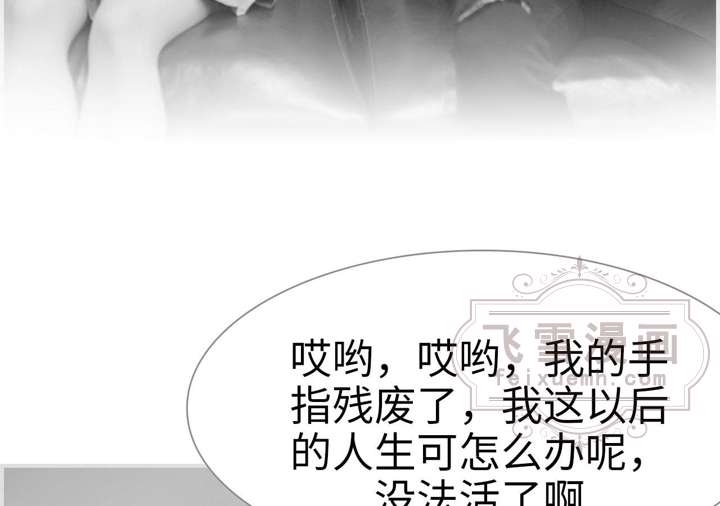 飞雪漫画
feixuemh.com
哎哟，哎哟，我的手
指残废了，我这以后
的人生可怎么办呢，
没法活了啊